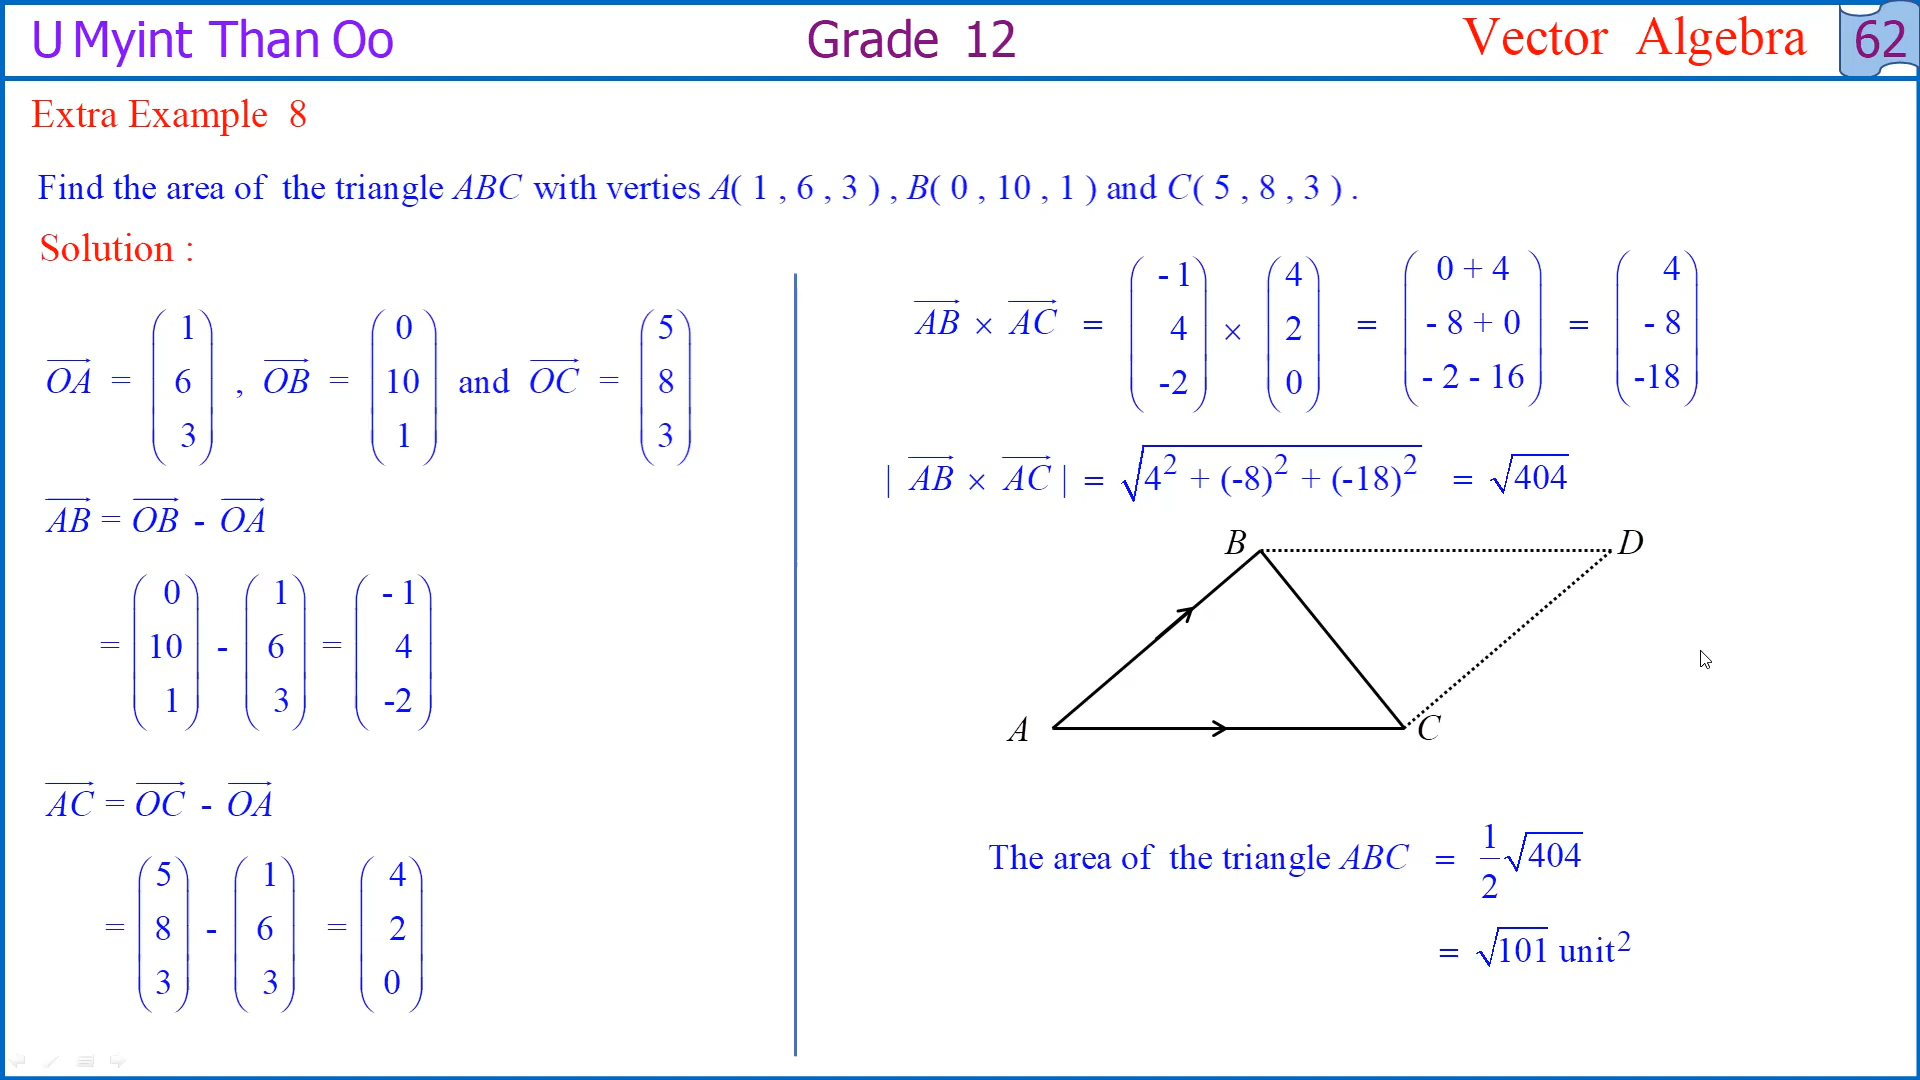 U Myint Than Oo Grade 12 Vector Algebra 62
Extra Example 8
Find the area of the triangle ABC with verties A( 1 , 6 , 3 ) , B( 0 , 10 , 1 ) and C( 5 , 8 , 3 ) .
Solution :
OA = (1 6 3) , OB = (0 10 1) and OC = (5 8 3)
AB = OB - OA
= (0 10 1) - (1 6 3) = (- 1 4 -2)
AC = OC - OA
= (5 8 3) - (1 6 3) = (4 2 0)
AB × AC = (- 1 4 -2) × (4 2 0) = (0 + 4 - 8 + 0 - 2 - 16) = (4 - 8 -18)
| AB × AC | = √4² + (-8)² + (-18)² = √404
B D
A C
The area of the triangle ABC = 1/2 √404
= √101 unit²